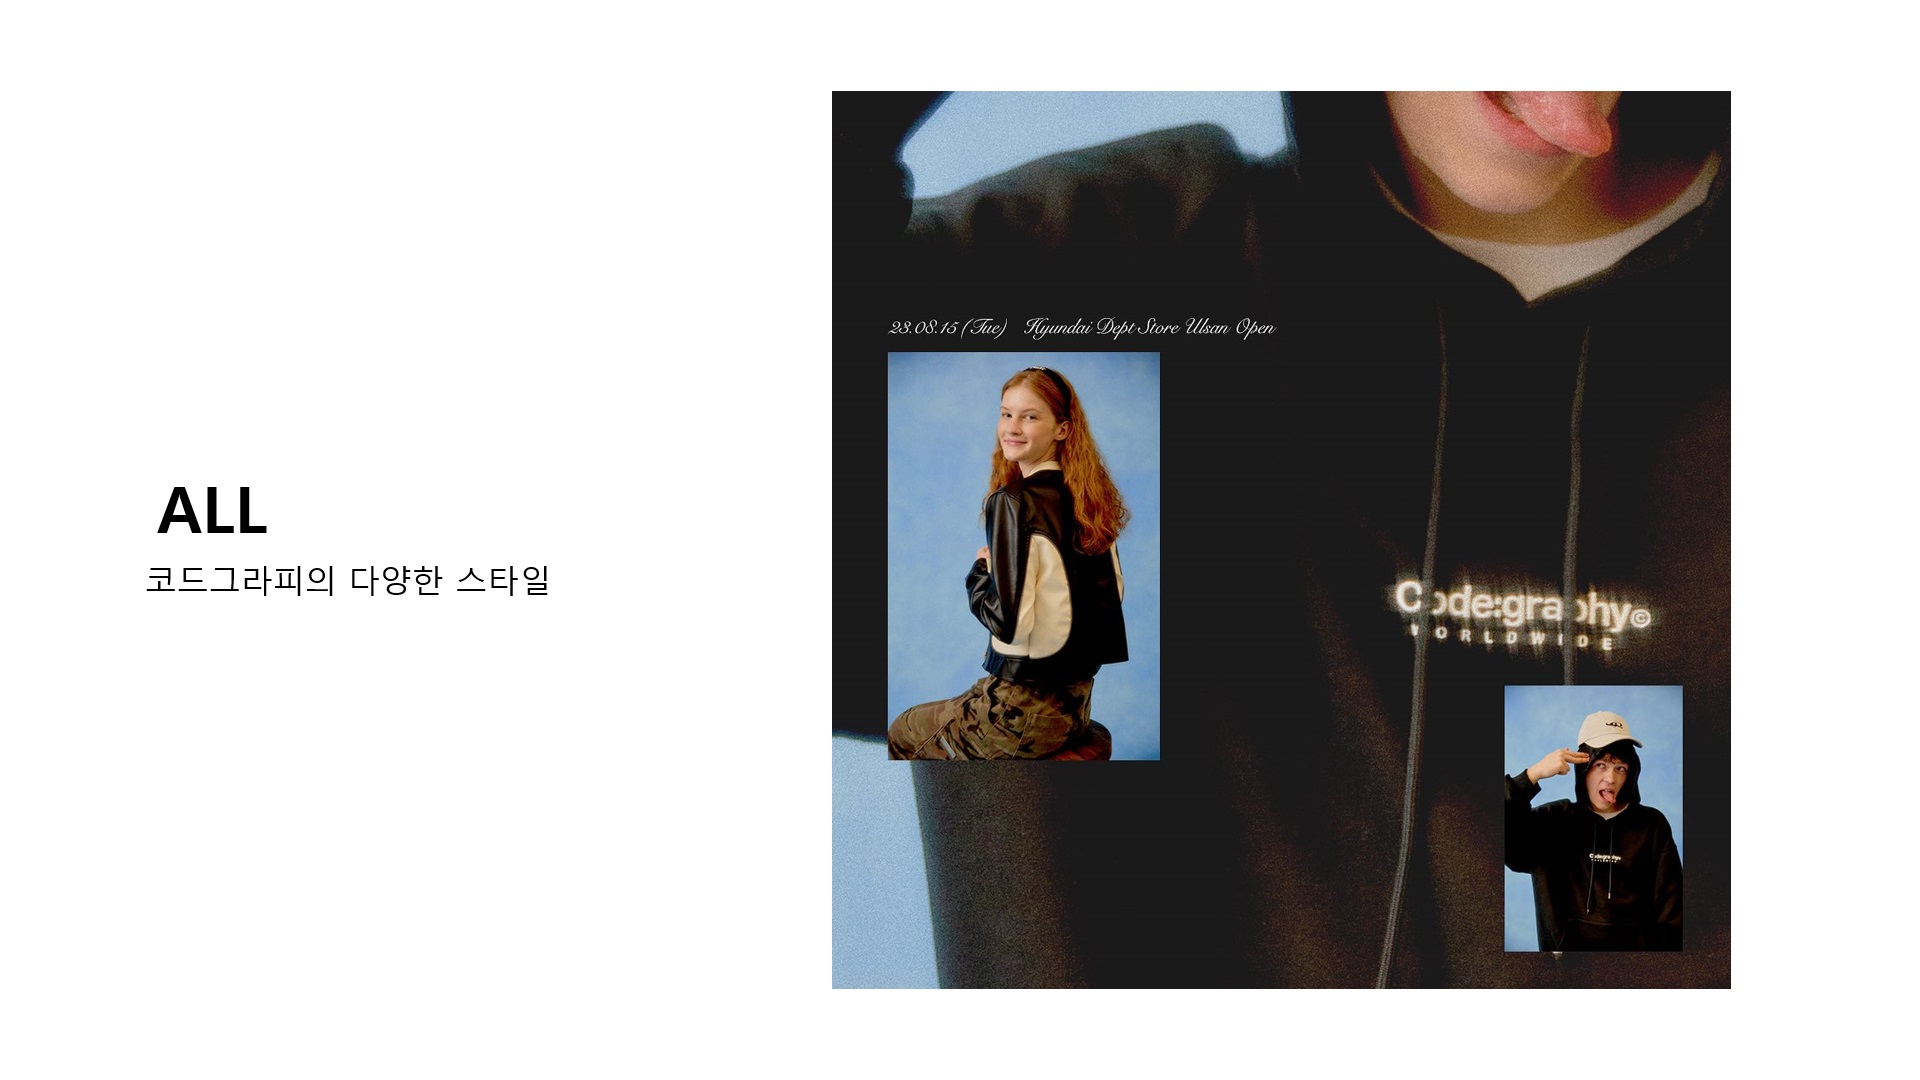 ALL
코드그라피의 다양한 스타일
23.08.15 (Tue) Hyundai Dept Store Ulsan Open
Code:graphy©
WORLDWIDE